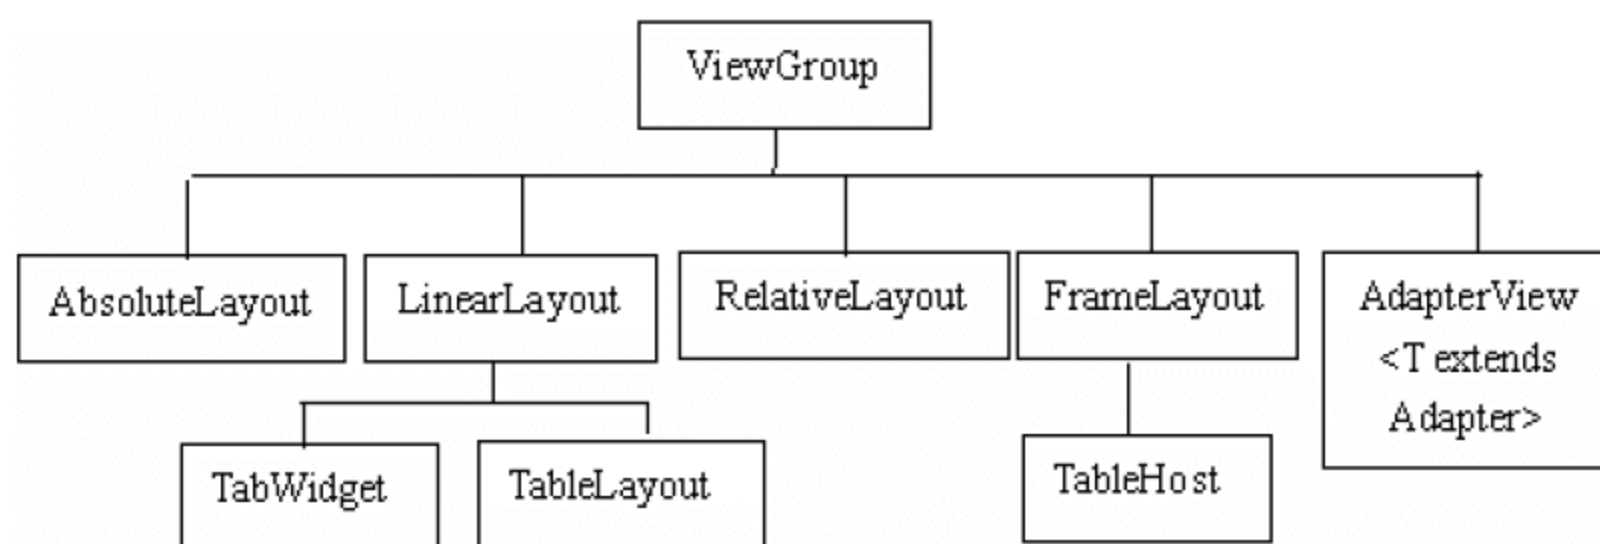 ViewGroup
AbsoluteLayout
LinearLayout
RelativeLayout
FrameLayout
AdapterView
<T extends
Adapter>
TabWidget
TableLayout
TableHost